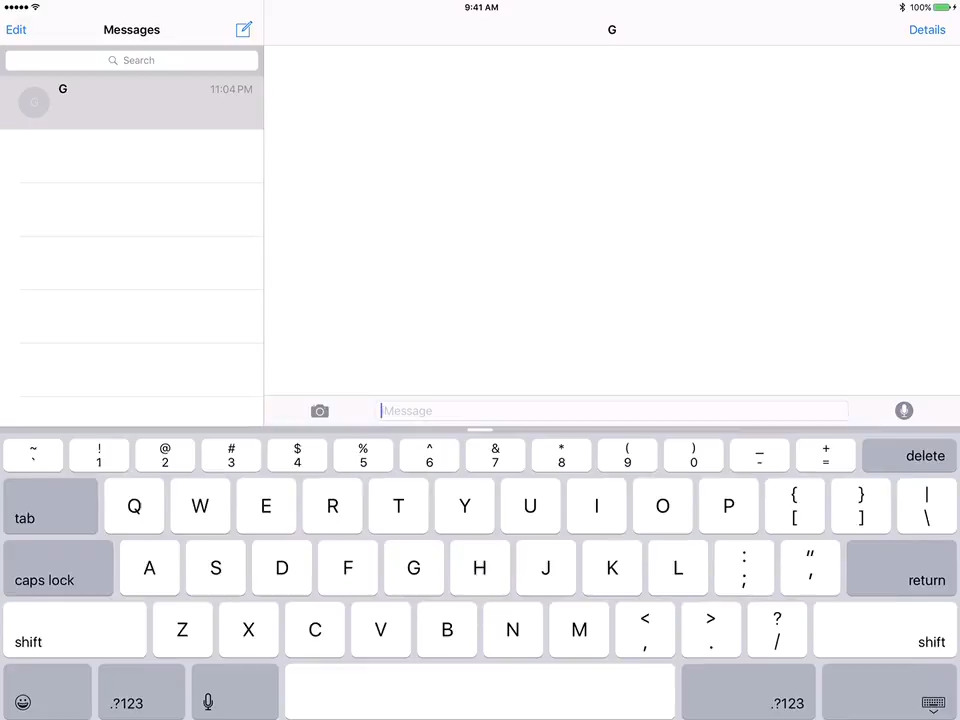 9:41 AM
100%
Edit
Messages
G
Details
Search
G
G
11:04 PM
iMessage
~ ! @ # $ % ^ & * ( ) _ +
` 1 2 3 4 5 6 7 8 9 0 - = delete
tab Q W E R T Y U I O P { [ } ] | \
caps lock A S D F G H J K L : ; " ' return
shift Z X C V B N M < , > . ? / shift
.?123 .?123